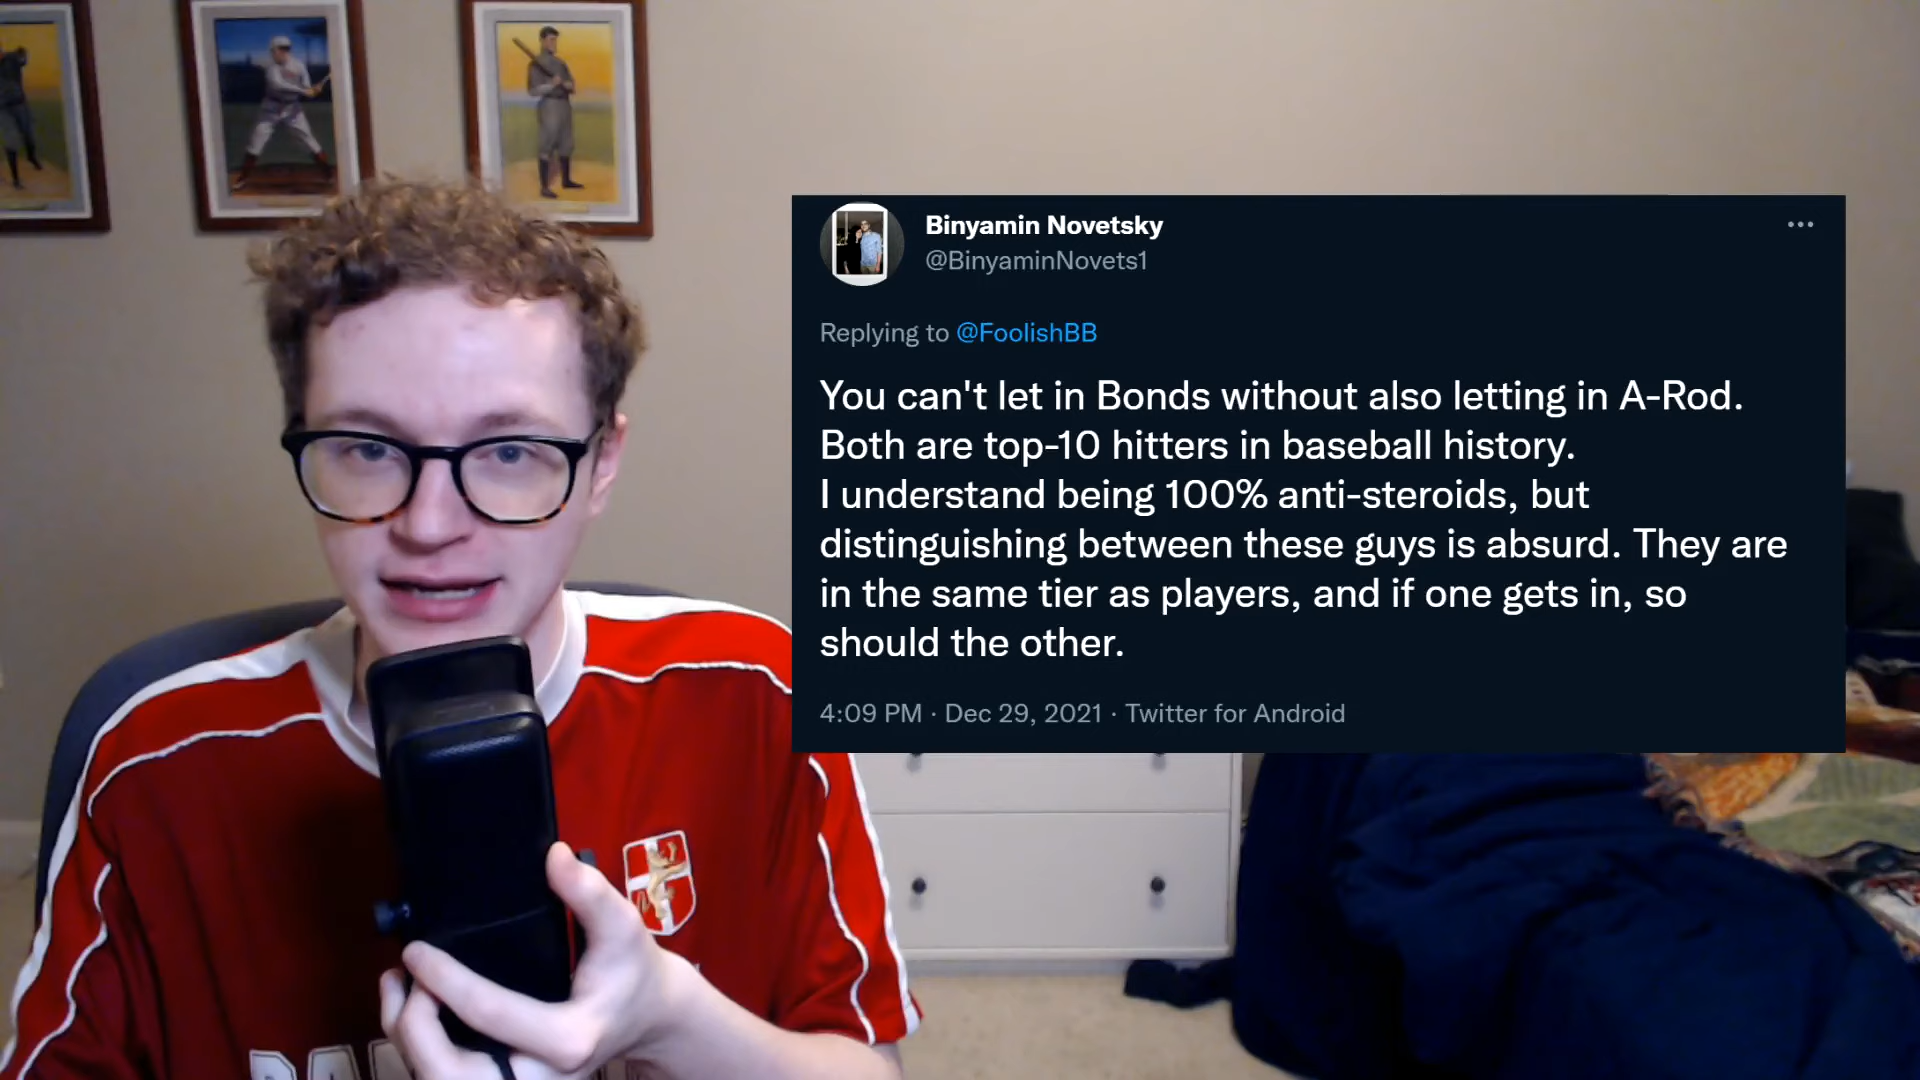 Binyamin Novetsky
@BinyaminNovets1
Replying to @FoolishBB
You can't let in Bonds without also letting in A-Rod.
Both are top-10 hitters in baseball history.
I understand being 100% anti-steroids, but
distinguishing between these guys is absurd. They are
in the same tier as players, and if one gets in, so
should the other.
4:09 PM · Dec 29, 2021 · Twitter for Android